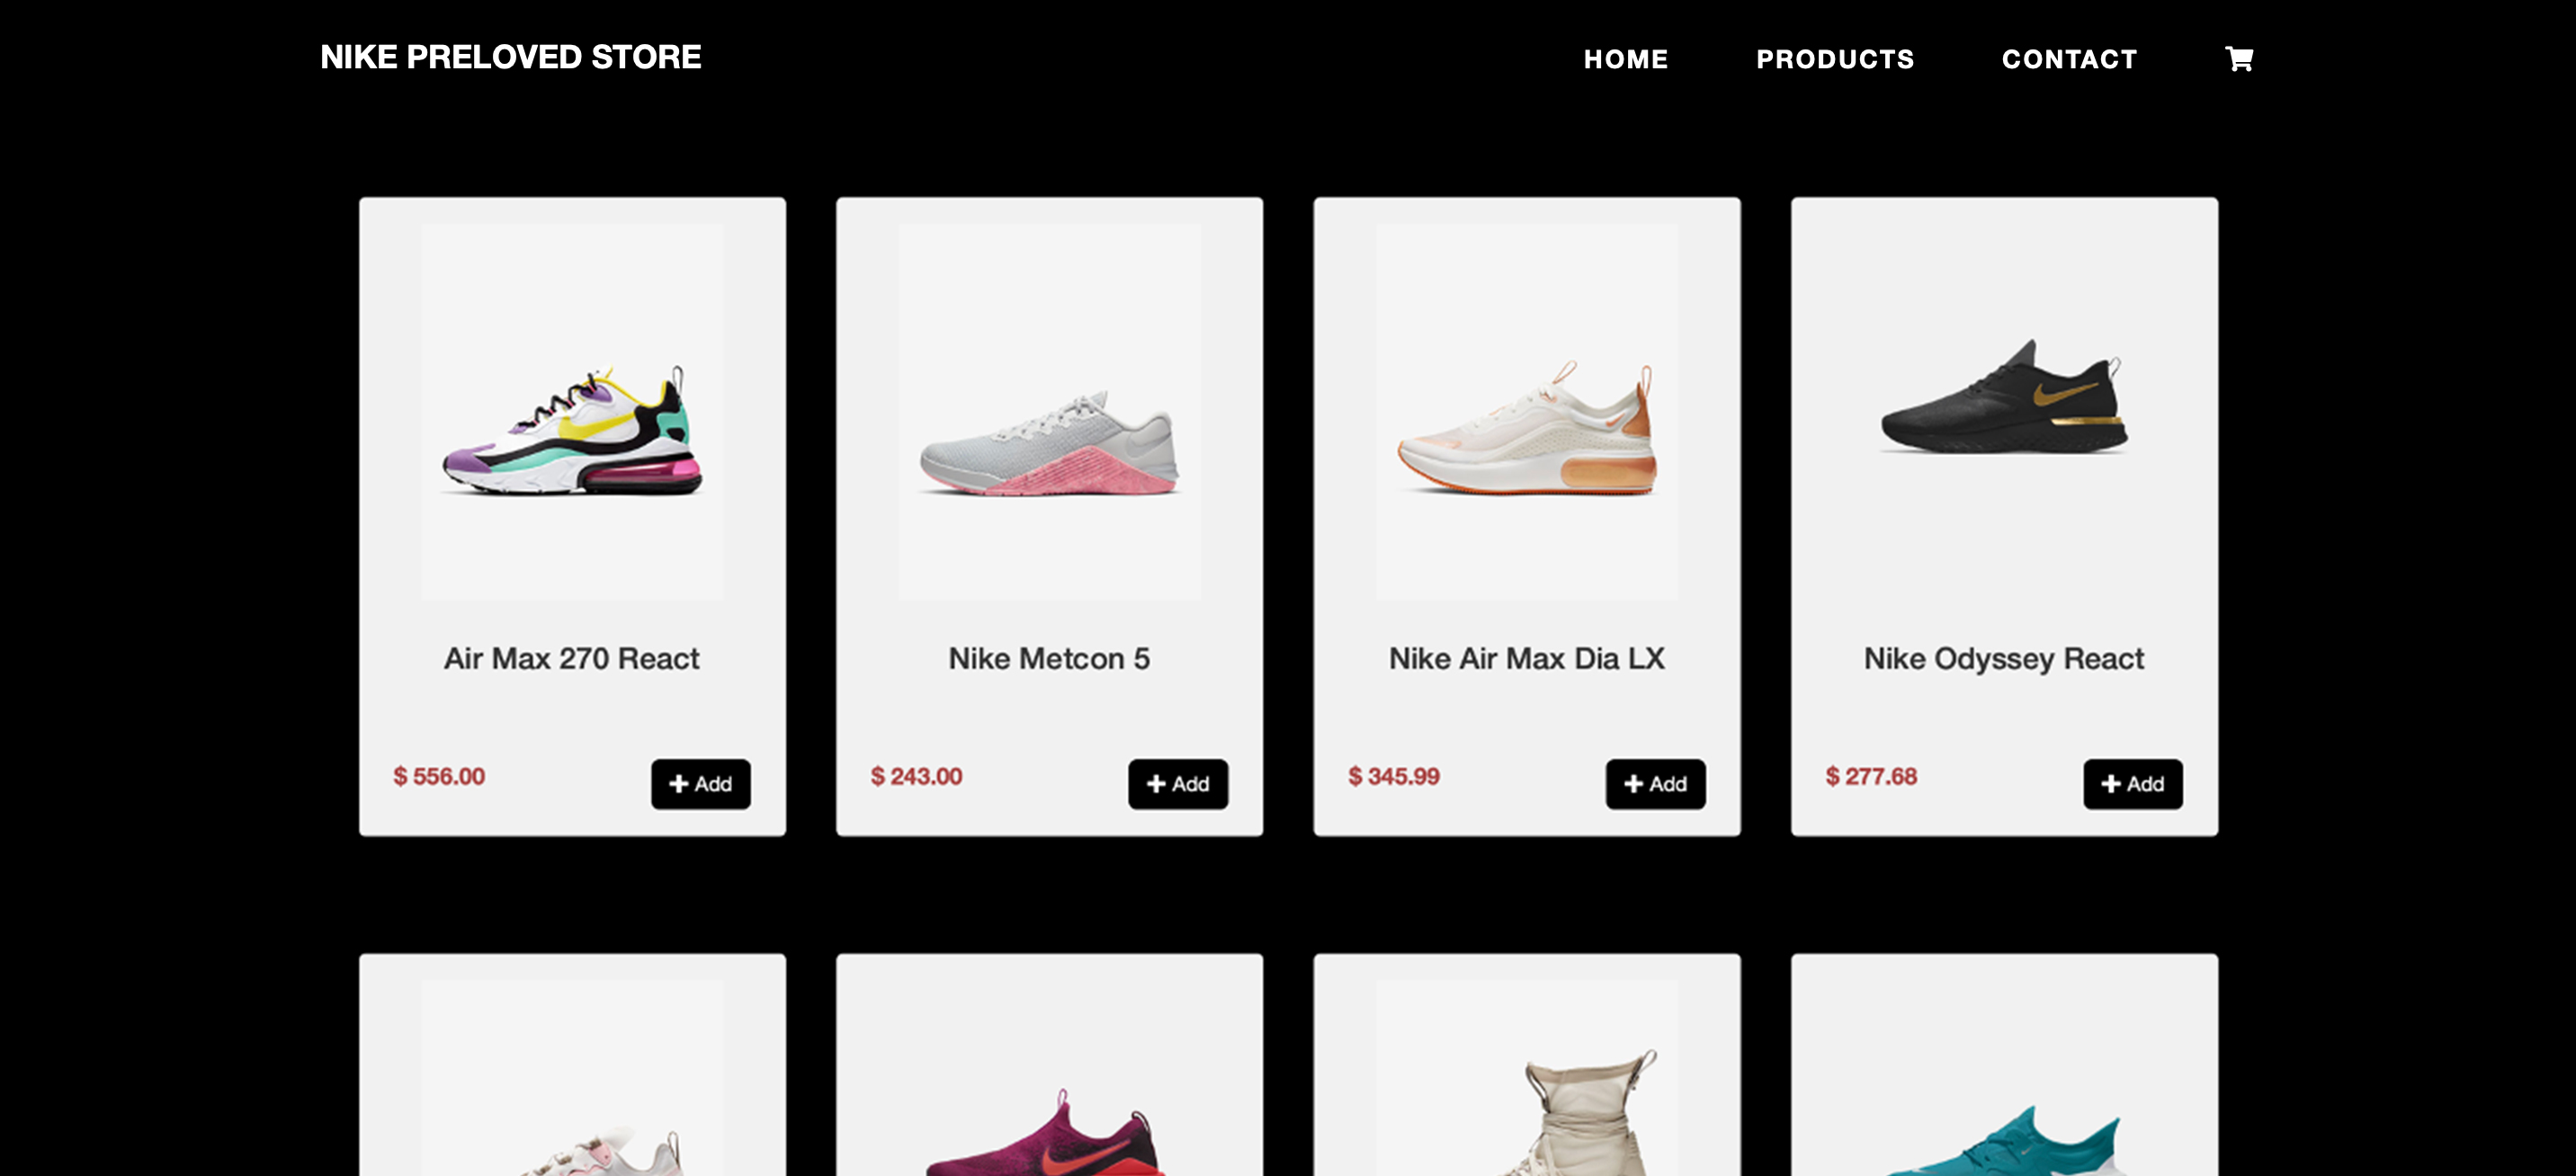 NIKE PRELOVED STORE
HOME PRODUCTS CONTACT
Air Max 270 React
Nike Metcon 5
Nike Air Max Dia LX
Nike Odyssey React
$ 556.00 + Add
$ 243.00 + Add
$ 345.99 + Add
$ 277.68 + Add